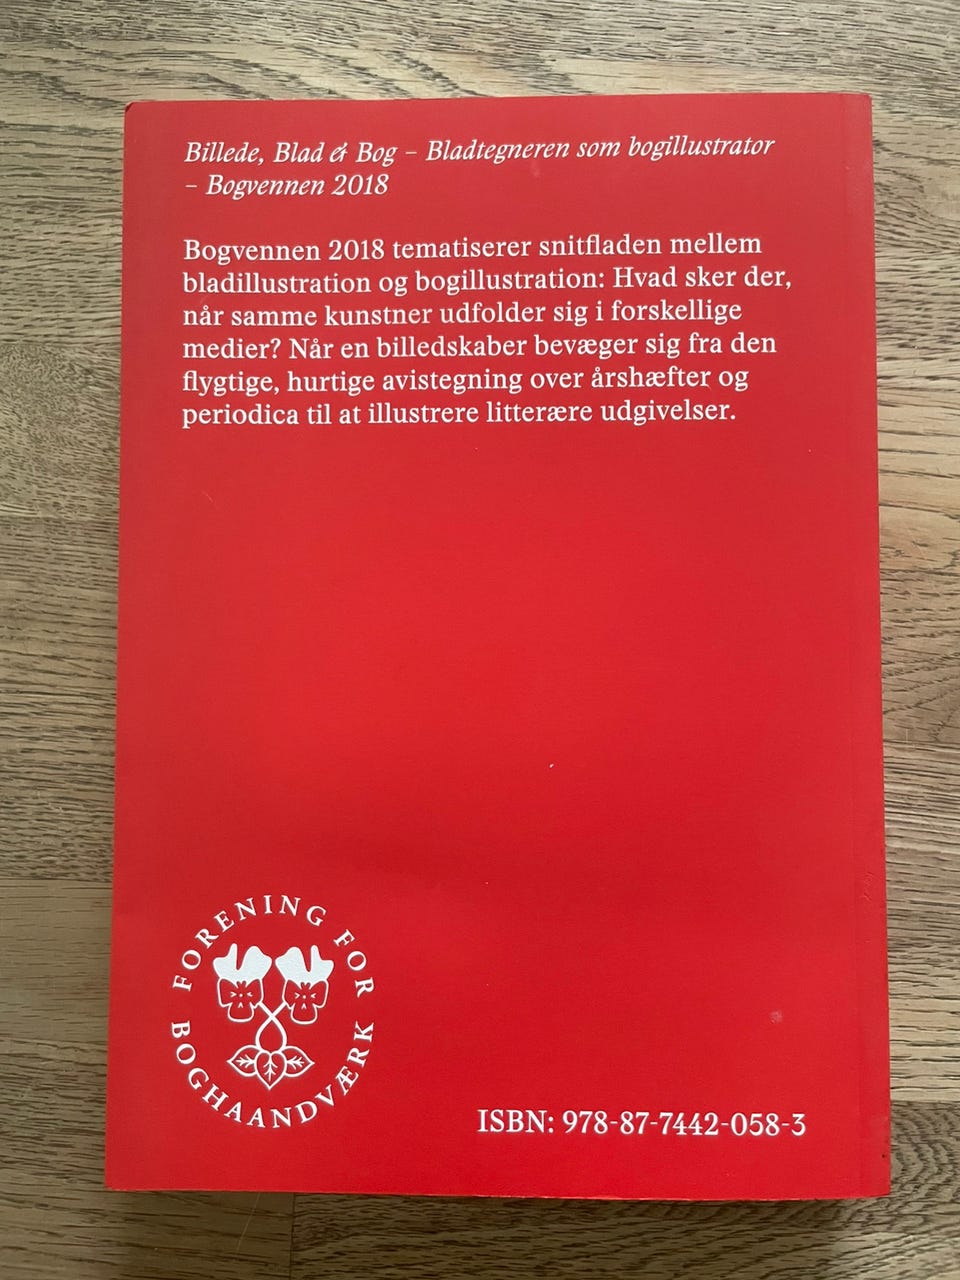 Billede, Blad & Bog – Bladtegneren som bogillustrator
– Bogvennen 2018
Bogvennen 2018 tematiserer snitfladen mellem
bladillustration og bogillustration: Hvad sker der,
når samme kunstner udfolder sig i forskellige
medier? Når en billedskaber bevæger sig fra den
flygtige, hurtige avistegning over årshæfter og
periodica til at illustrere litterære udgivelser.
FORENING FOR
BOGHAANDVÆRK
ISBN: 978-87-7442-058-3